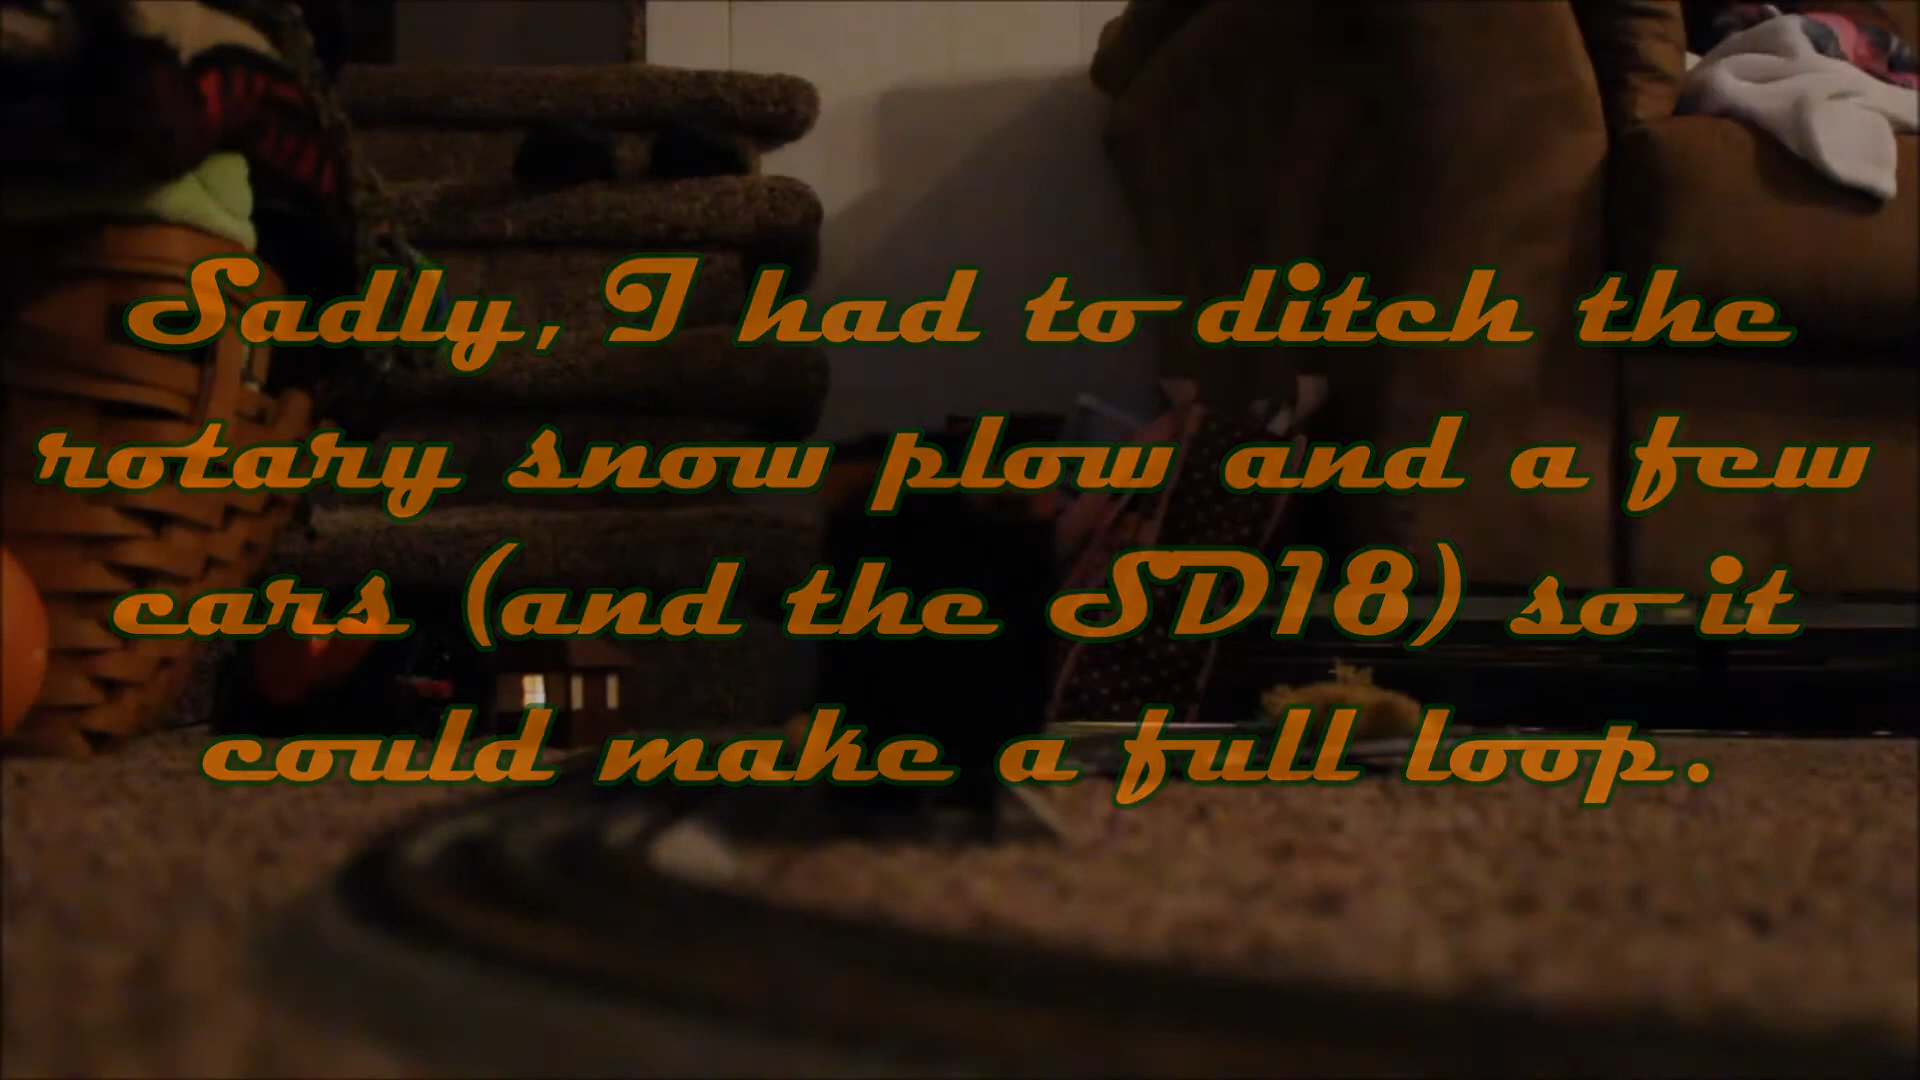 Sadly, I had to ditch the
rotary snow plow and a few
cars (and the SD18) so it
could make a full loop.